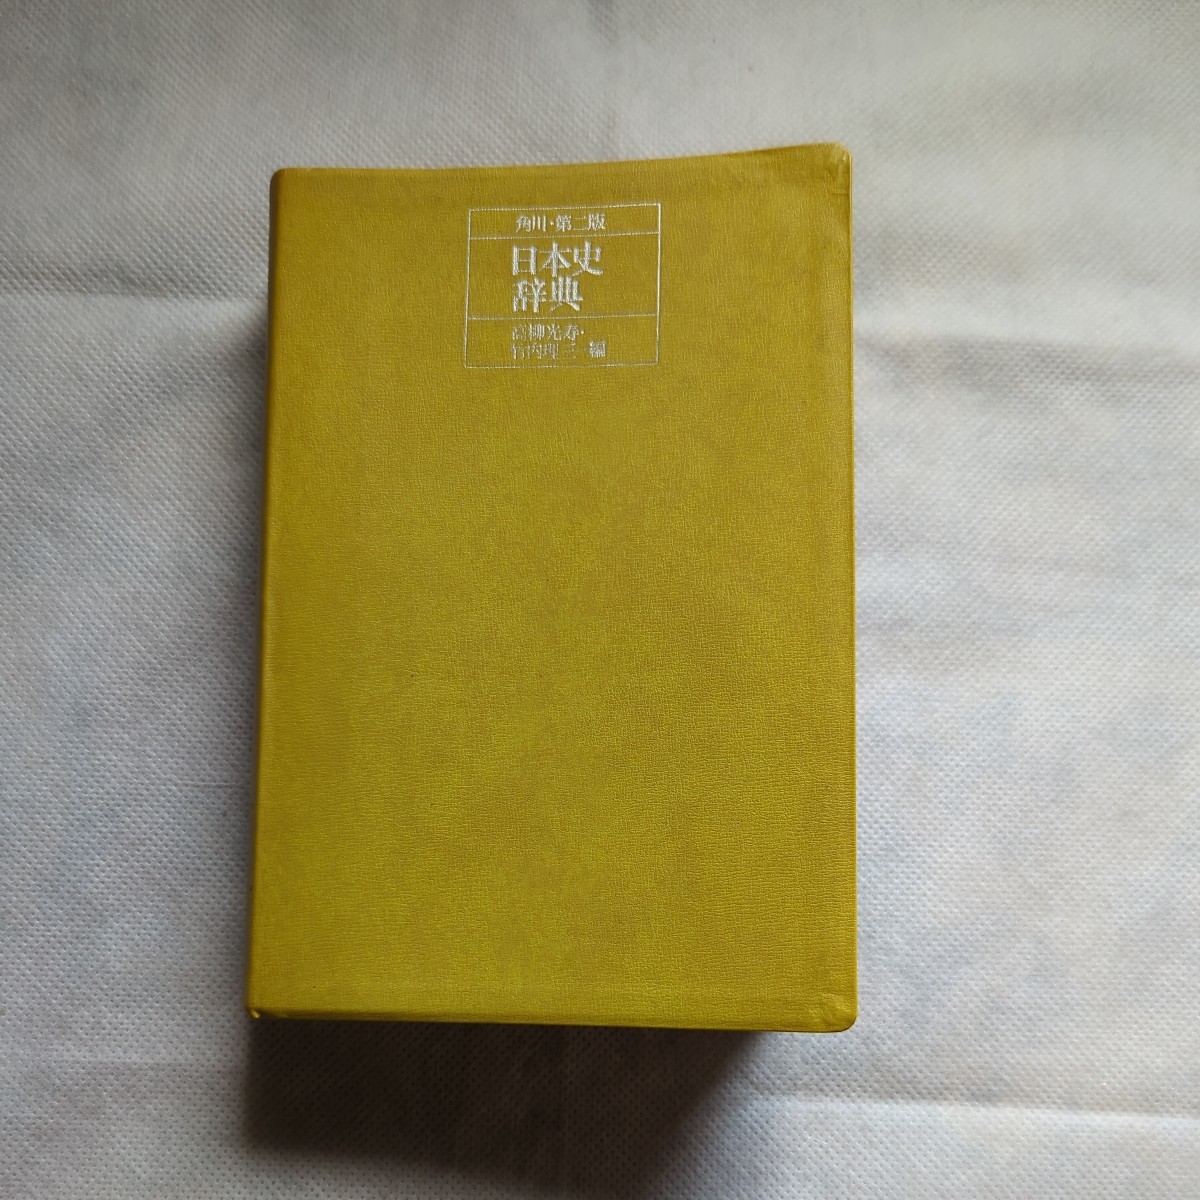 角川・第二版
日本史
辞典
高柳光寿・
竹内理三 編